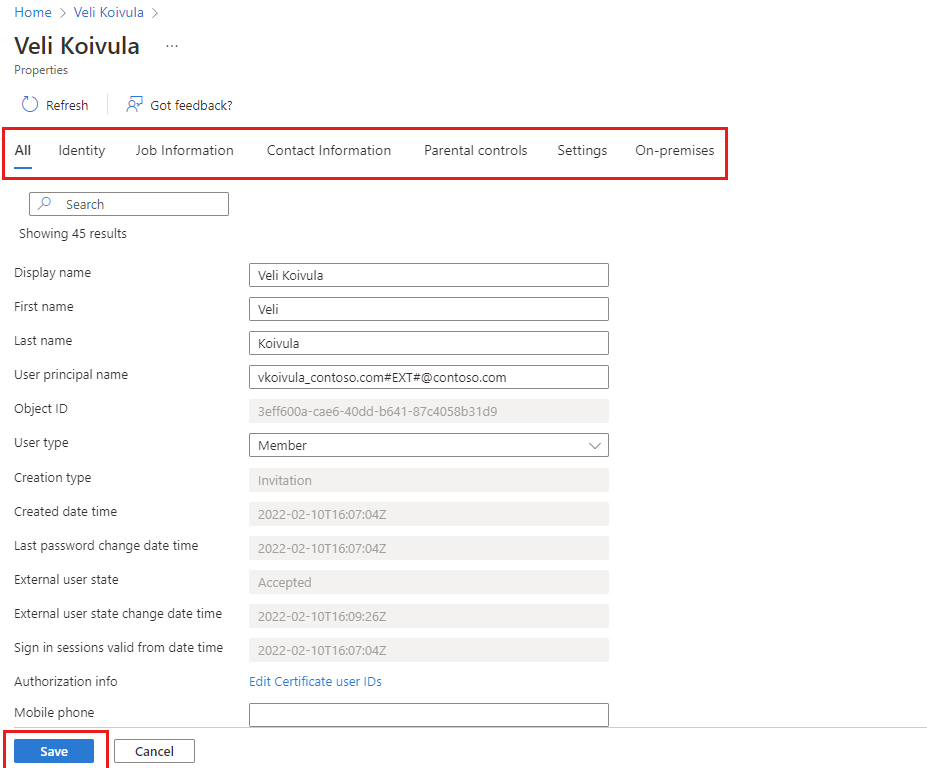 Home > Veli Koivula >
Veli Koivula ...
Properties
Refresh Got feedback?
All Identity Job Information Contact Information Parental controls Settings On-premises
Search
Showing 45 results
Display name Veli Koivula
First name Veli
Last name Koivula
User principal name vkoivula_contoso.com#EXT#@contoso.com
Object ID 3eff600a-cae6-40dd-b641-87c4058b31d9
User type Member
Creation type Invitation
Created date time 2022-02-10T16:07:04Z
Last password change date time 2022-02-10T16:07:04Z
External user state Accepted
External user state change date time 2022-02-10T16:09:26Z
Sign in sessions valid from date time 2022-02-10T16:07:04Z
Authorization info Edit Certificate user IDs
Mobile phone
Save Cancel